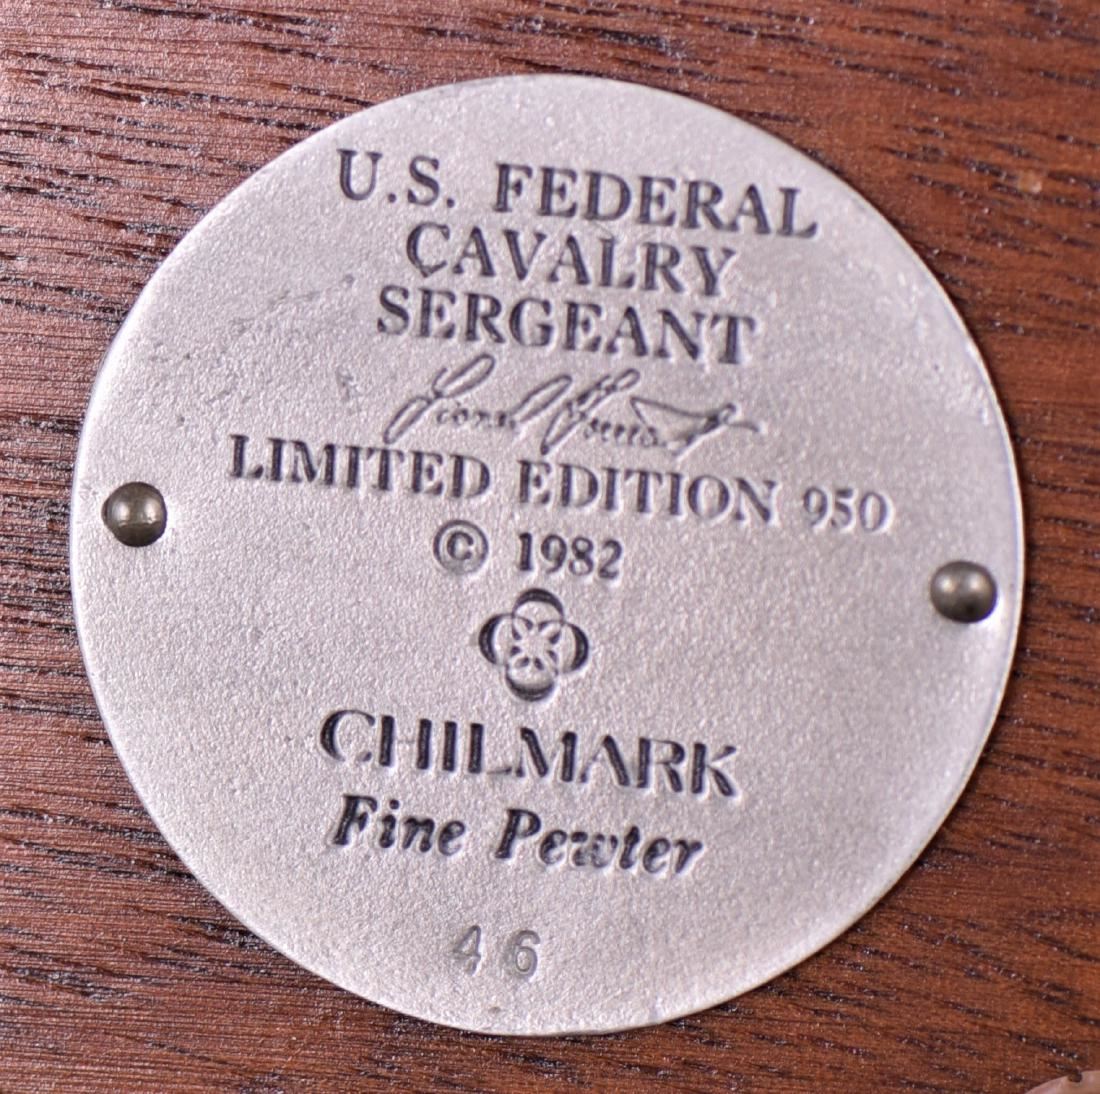 U.S. FEDERAL
CAVALRY
SERGEANT
LIMITED EDITION 950
© 1982
CHILMARK
Fine Pewter
46